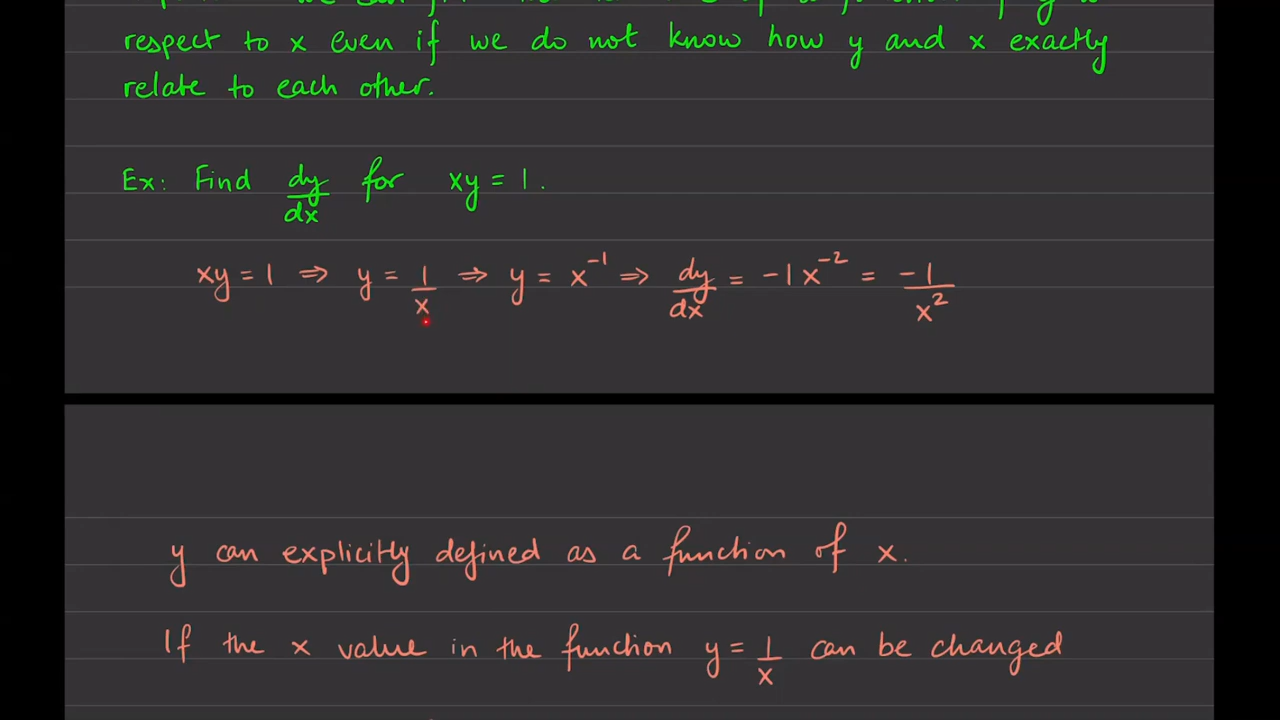 respect to x even if we do not know how y and x exactly
relate to each other.
Ex: Find dy/dx for xy = 1.
xy = 1 ⇒ y = 1/x ⇒ y = x⁻¹ ⇒ dy/dx = -1x⁻² = -1/x²
y can explicitly defined as a function of x.
If the x value in the function y = 1/x can be changed